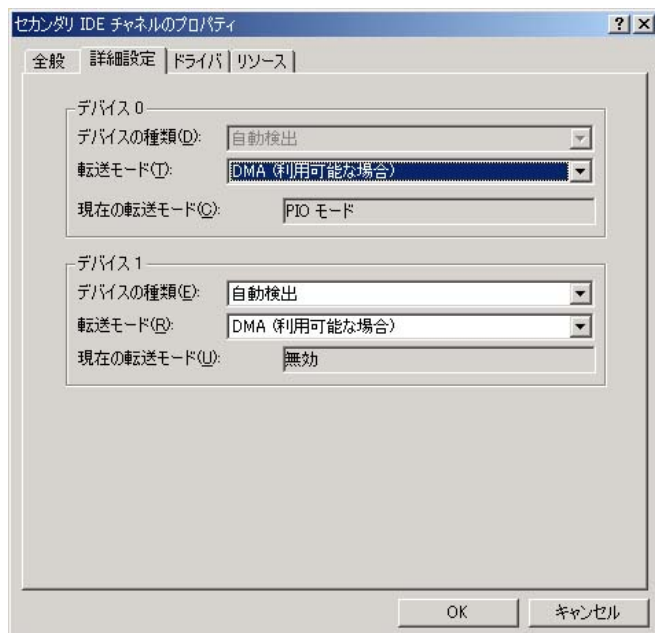 セカンダリ IDE チャネルのプロパティ
全般 詳細設定 ドライバ リソース
デバイス 0
デバイスの種類(D): 自動検出
転送モード(T): DMA (利用可能な場合)
現在の転送モード(C): PIO モード
デバイス 1
デバイスの種類(E): 自動検出
転送モード(R): DMA (利用可能な場合)
現在の転送モード(U): 無効
OK キャンセル